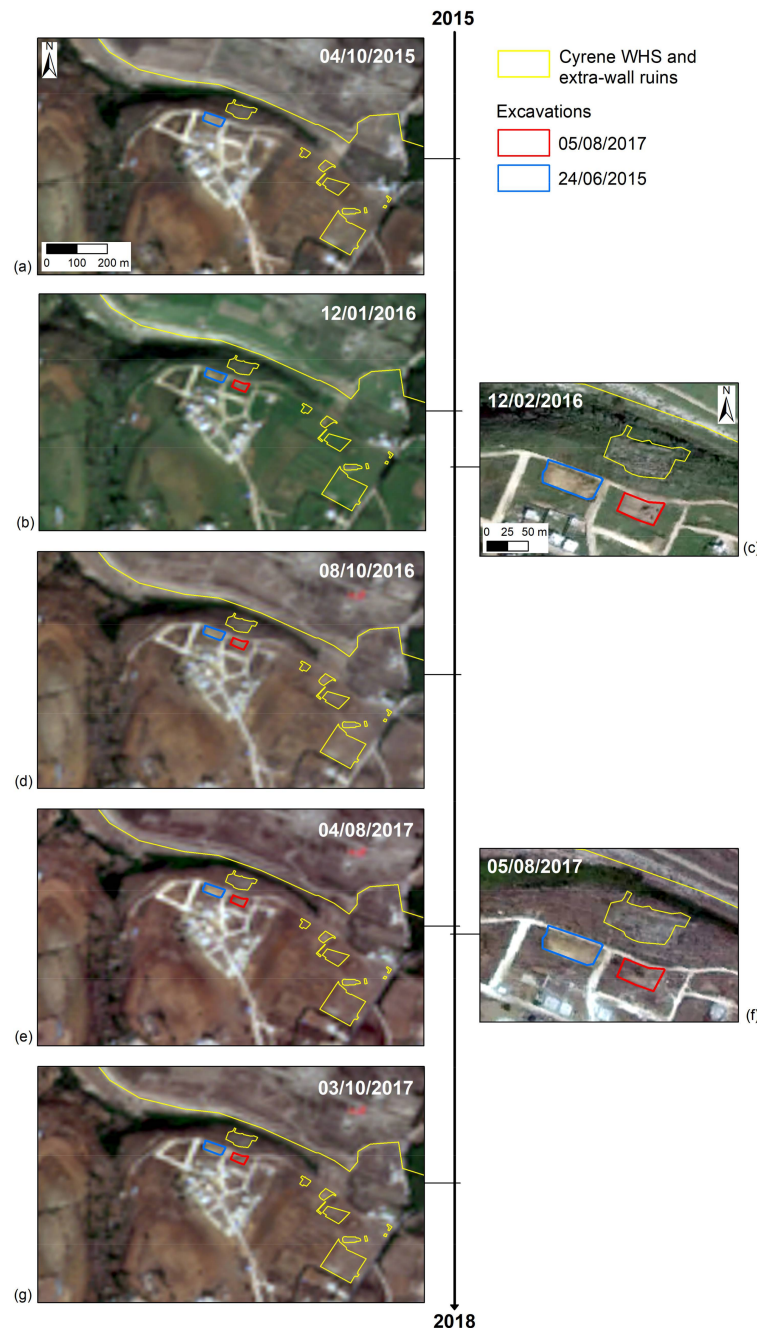 2015
04/10/2015
N
Cyrene WHS and
extra-wall ruins
Excavations
05/08/2017
24/06/2015
0 100 200 m
(a)
12/01/2016
(b)
12/02/2016
N
0 25 50 m
(c)
08/10/2016
(d)
04/08/2017
(e)
05/08/2017
(f)
03/10/2017
(g)
2018